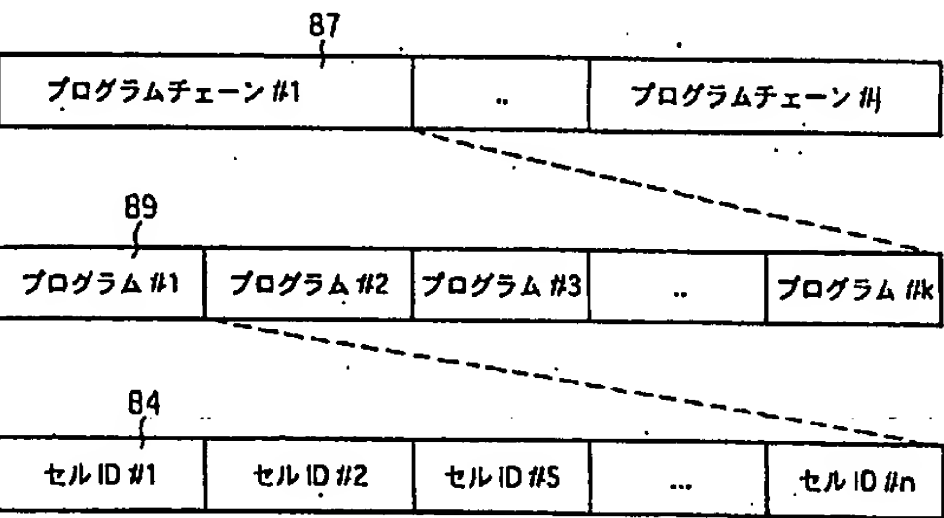 87
プログラムチェーン #1 .. プログラムチェーン #j
89
プログラム #1 プログラム #2 プログラム #3 .. プログラム #k
84
セル ID #1 セル ID #2 セル ID #5 ... セル ID #n